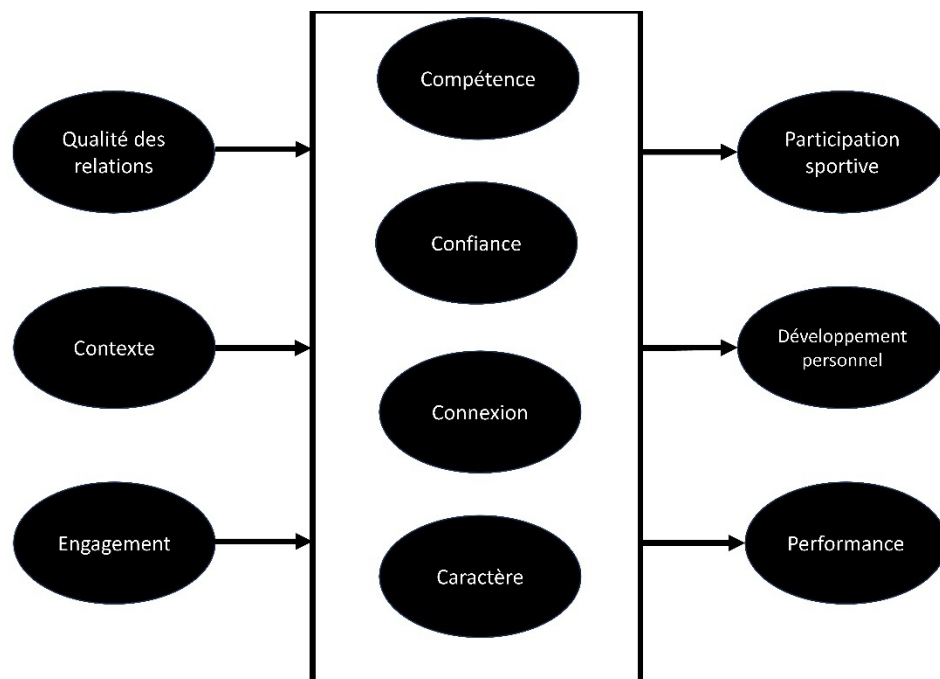 Qualité des
relations
Contexte
Engagement
Compétence
Confiance
Connexion
Caractère
Participation
sportive
Développement
personnel
Performance